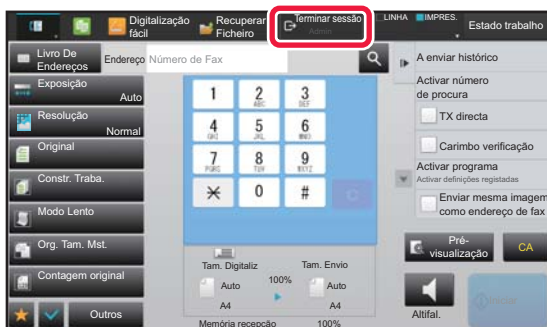 Digitalização
fácil
Recuperar
Ficheiro
Terminar sessão
Admin
LINHA
IMPRES.
Estado trabalho
Livro De
Endereços
Endereço
Número de Fax
A enviar histórico
Exposição
Auto
Activar número
de procura
Resolução
Normal
TX directa
Original
Carimbo verificação
Constr. Traba.
Activar programa
Activar definições registadas
Modo Lento
Enviar mesma imagem
como endereço de fax
Org. Tam. Mst.
Contagem original
Outros
1
2
ABC
3
DEF
4
GHI
5
JKL
6
MNO
7
PQRS
8
TUV
9
WXYZ
0
#
C
Tam. Digitaliz
Tam. Envio
Auto
100%
Auto
A4
A4
Memória recepção
100%
Pré-
visualização
CA
Altifal.
Iniciar